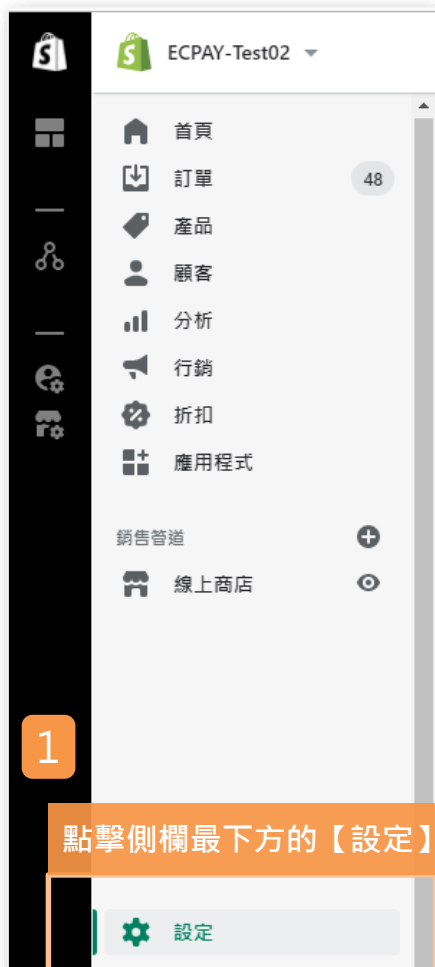 ECPAY-Test02
首頁
訂單 48
產品
顧客
分析
行銷
折扣
應用程式
銷售管道
線上商店
1
點擊側欄最下方的【設定】
設定